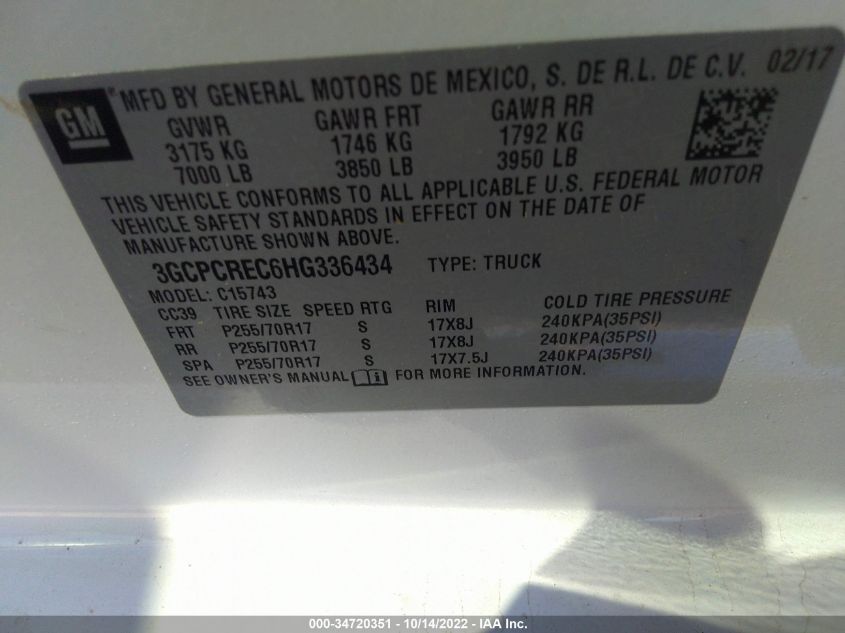 MFD BY GENERAL MOTORS DE MEXICO, S. DE R.L. DE C.V. 02/17
GM
GVWR GAWR FRT GAWR RR
3175 KG 1746 KG 1792 KG
7000 LB 3850 LB 3950 LB
THIS VEHICLE CONFORMS TO ALL APPLICABLE U.S. FEDERAL MOTOR
VEHICLE SAFETY STANDARDS IN EFFECT ON THE DATE OF
MANUFACTURE SHOWN ABOVE.
3GCPCREC6HG336434 TYPE: TRUCK
MODEL: C15743
CC39 TIRE SIZE SPEED RTG RIM COLD TIRE PRESSURE
FRT P255/70R17 S 17X8J 240KPA(35PSI)
RR P255/70R17 S 17X8J 240KPA(35PSI)
SPA P255/70R17 S 17X7.5J 240KPA(35PSI)
SEE OWNER'S MANUAL FOR MORE INFORMATION.
000-34720351 - 10/14/2022 - IAA Inc.